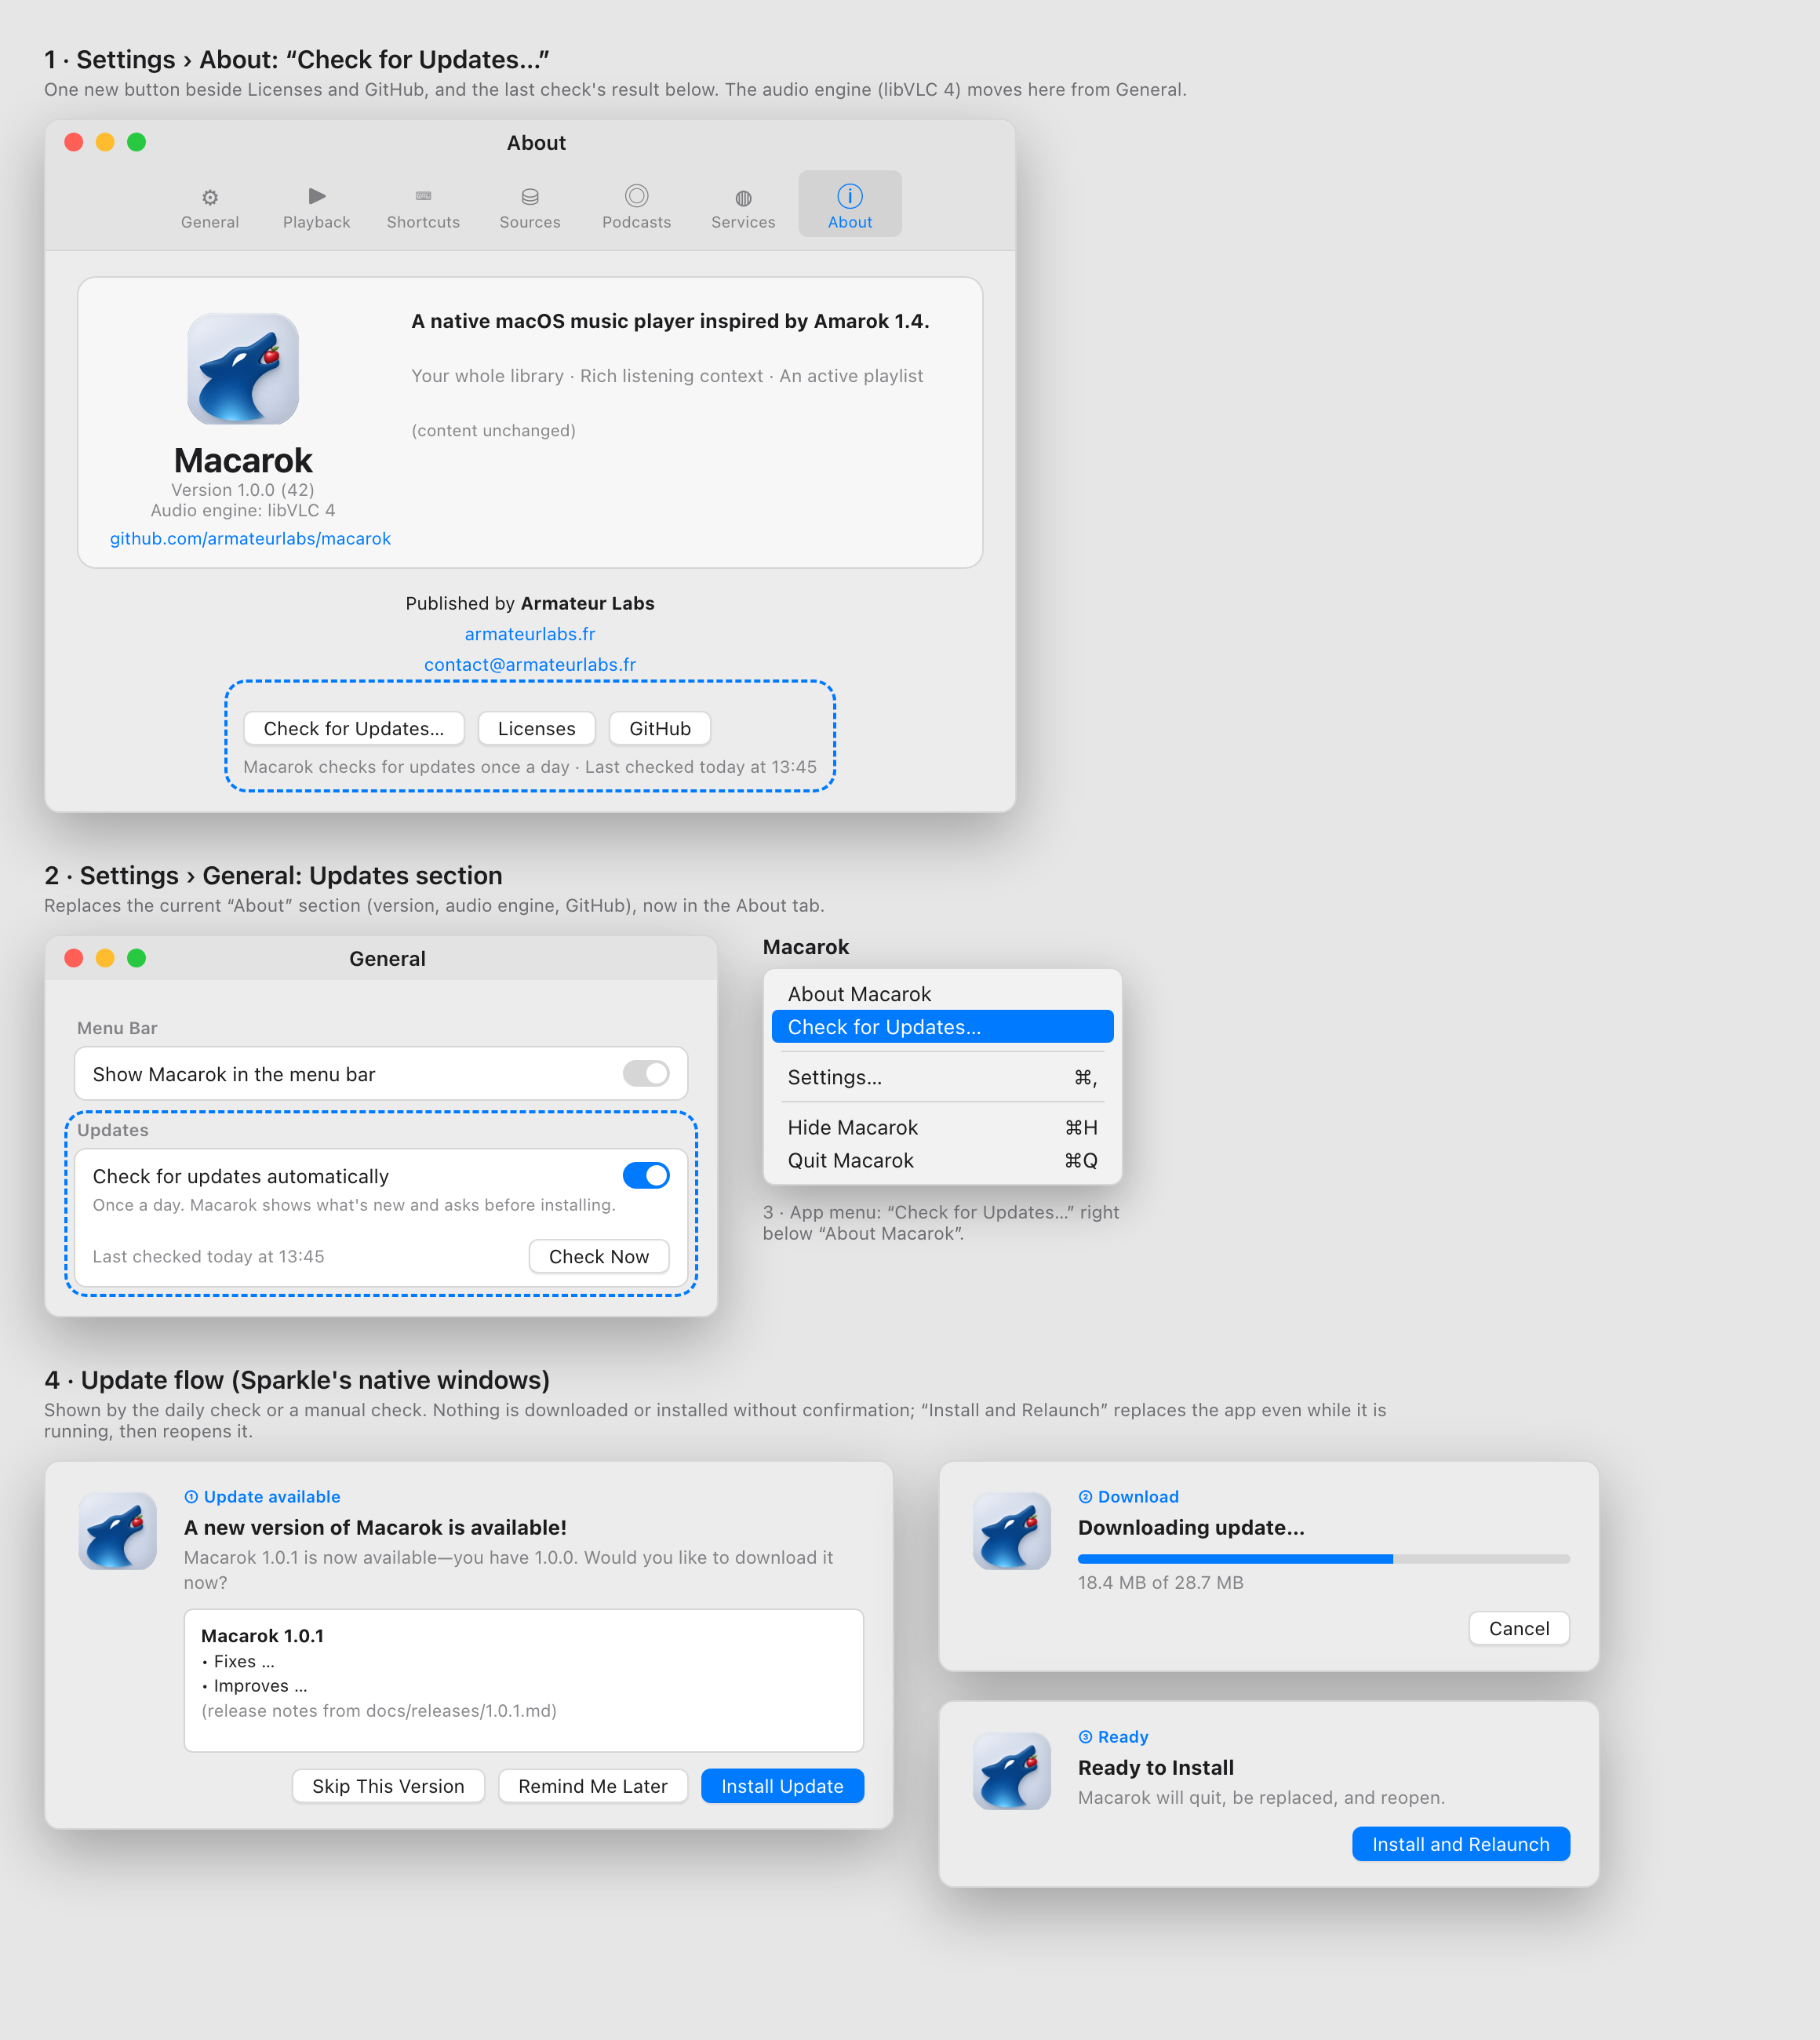 1 · Settings › About: “Check for Updates…”
One new button beside Licenses and GitHub, and the last check's result below. The audio engine (libVLC 4) moves here from General.
About
General Playback Shortcuts Sources Podcasts Services About
A native macOS music player inspired by Amarok 1.4.
Your whole library · Rich listening context · An active playlist
(content unchanged)
Macarok
Version 1.0.0 (42)
Audio engine: libVLC 4
github.com/armateurlabs/macarok
Published by Armateur Labs
armateurlabs.fr
contact@armateurlabs.fr
Check for Updates… Licenses GitHub
Macarok checks for updates once a day · Last checked today at 13:45
2 · Settings › General: Updates section
Replaces the current “About” section (version, audio engine, GitHub), now in the About tab.
General
Menu Bar
Show Macarok in the menu bar
Updates
Check for updates automatically
Once a day. Macarok shows what's new and asks before installing.
Last checked today at 13:45 Check Now
Macarok
About Macarok
Check for Updates…
Settings… ⌘,
Hide Macarok ⌘H
Quit Macarok ⌘Q
3 · App menu: “Check for Updates…” right
below “About Macarok”.
4 · Update flow (Sparkle's native windows)
Shown by the daily check or a manual check. Nothing is downloaded or installed without confirmation; “Install and Relaunch” replaces the app even while it is
running, then reopens it.
① Update available
A new version of Macarok is available!
Macarok 1.0.1 is now available—you have 1.0.0. Would you like to download it
now?
Macarok 1.0.1
• Fixes …
• Improves …
(release notes from docs/releases/1.0.1.md)
Skip This Version Remind Me Later Install Update
② Download
Downloading update…
18.4 MB of 28.7 MB
Cancel
③ Ready
Ready to Install
Macarok will quit, be replaced, and reopen.
Install and Relaunch